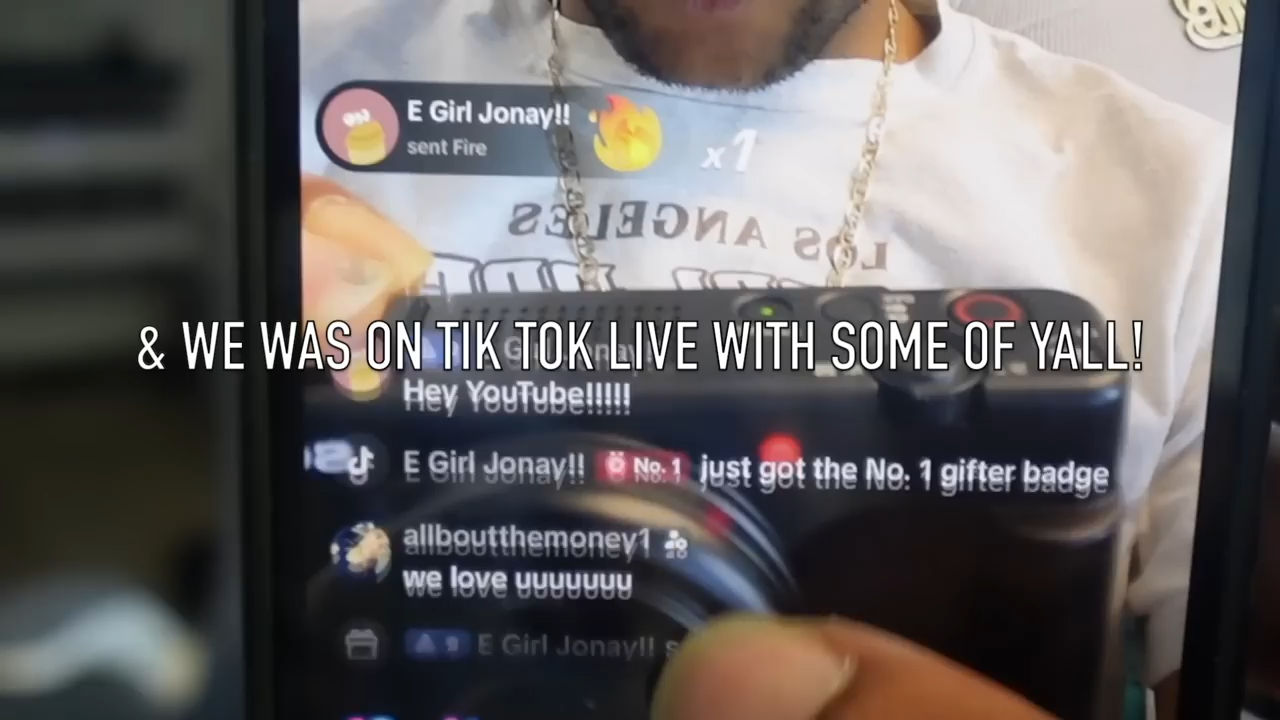 E Girl Jonay!!
sent Fire
x1
LOS ANGELES
& WE WAS ON TIK TOK LIVE WITH SOME OF YALL!
Hey YouTube!!!!!
E Girl Jonay!! No. 1 just got the No. 1 gifter badge
allboutthemoney1
we love uuuuuuu
9 E Girl Jonay!! s